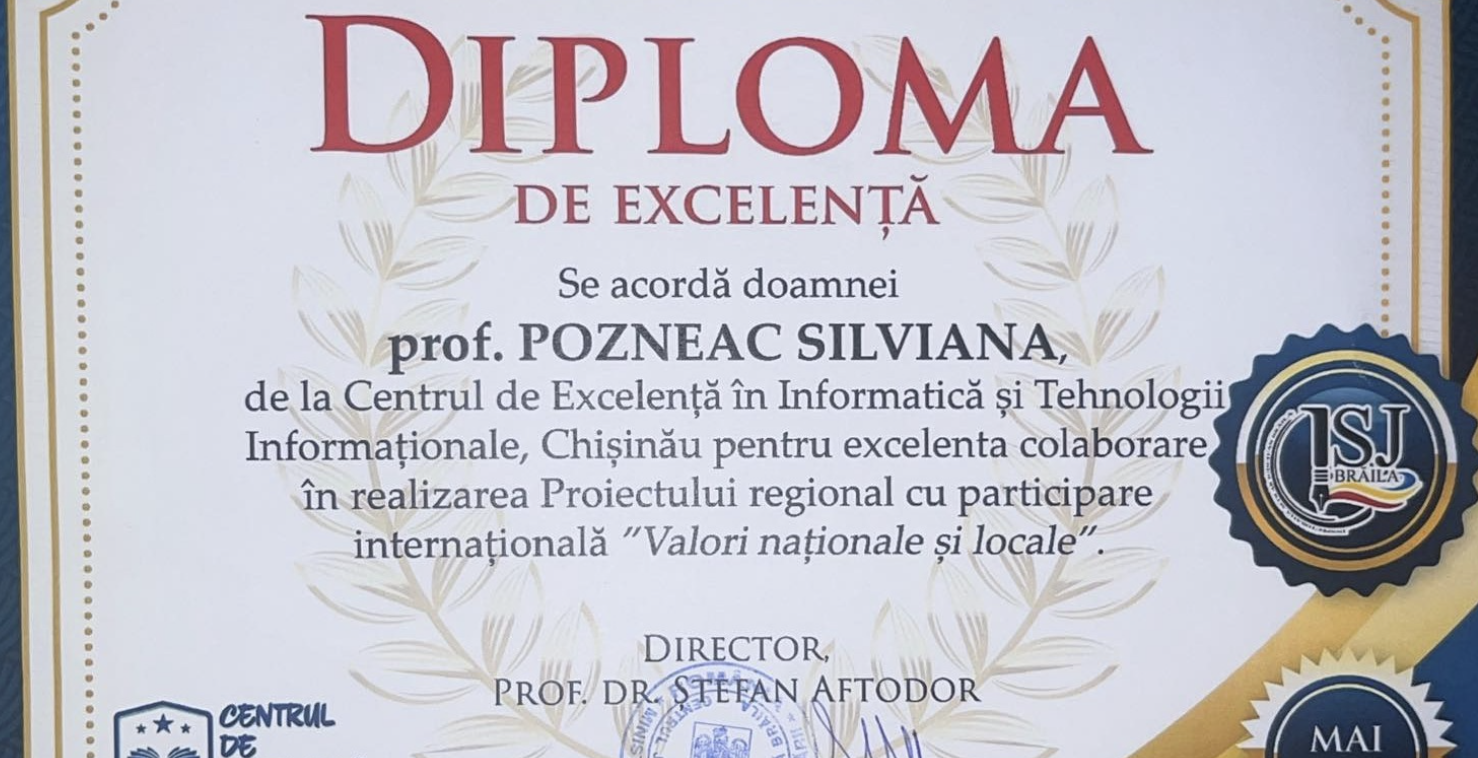 DIPLOMA
DE EXCELENȚĂ
Se acordă doamnei
prof. POZNEAC SILVIANA,
de la Centrul de Excelență în Informatică și Tehnologii
Informaționale, Chișinău pentru excelenta colaborare
în realizarea Proiectului regional cu participare
internațională "Valori naționale și locale".
ISJ
BRĂILA
DIRECTOR,
PROF. DR. ȘTEFAN AFTODOR
CENTRUL
DE
MAI